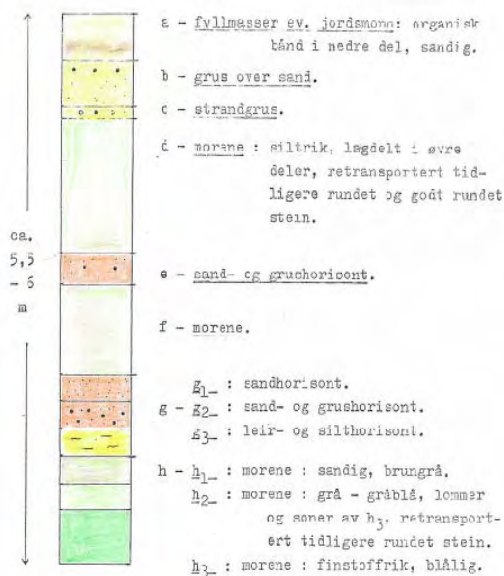 a - fyllmasser ev. jordsmonn: organisk
bånd i nedre del, sandig.
b - grus over sand.
c - strandgrus.
d - morene : siltrik, lagdelt i øvre
deler, retransportert tid-
ligere rundet og godt rundet
stein.
ca.
5,5
- 6
m
e - sand- og grushorisont.
f - morene.
g1- : sandhorisont.
g - g2- : sand- og grushorisont.
g3- : leir- og silthorisont.
h - h1- : morene : sandig, brungrå.
h2- : morene : grå - gråblå, lommer
og soner av h3, retransport-
ert tidligere rundet stein.
h3- : morene : finstoffrik, blålig.